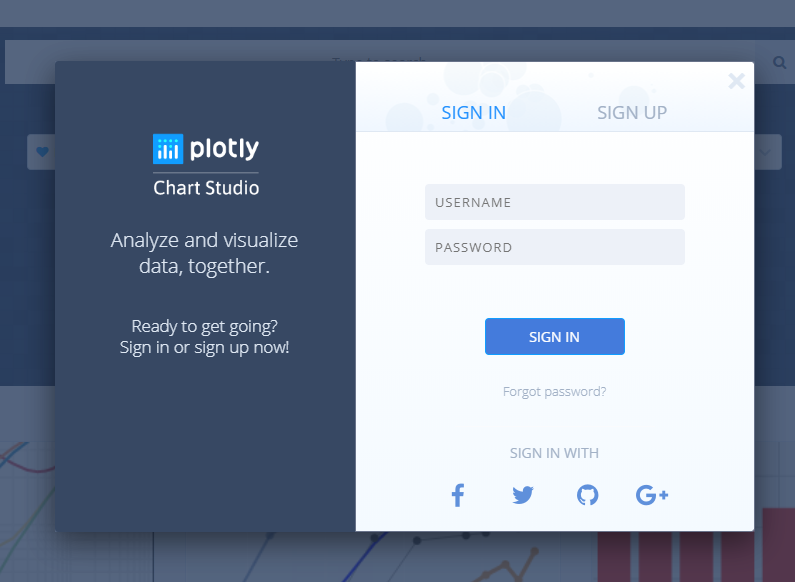 plotly
Chart Studio
Analyze and visualize
data, together.
Ready to get going?
Sign in or sign up now!
SIGN IN
SIGN UP
USERNAME
PASSWORD
SIGN IN
Forgot password?
SIGN IN WITH